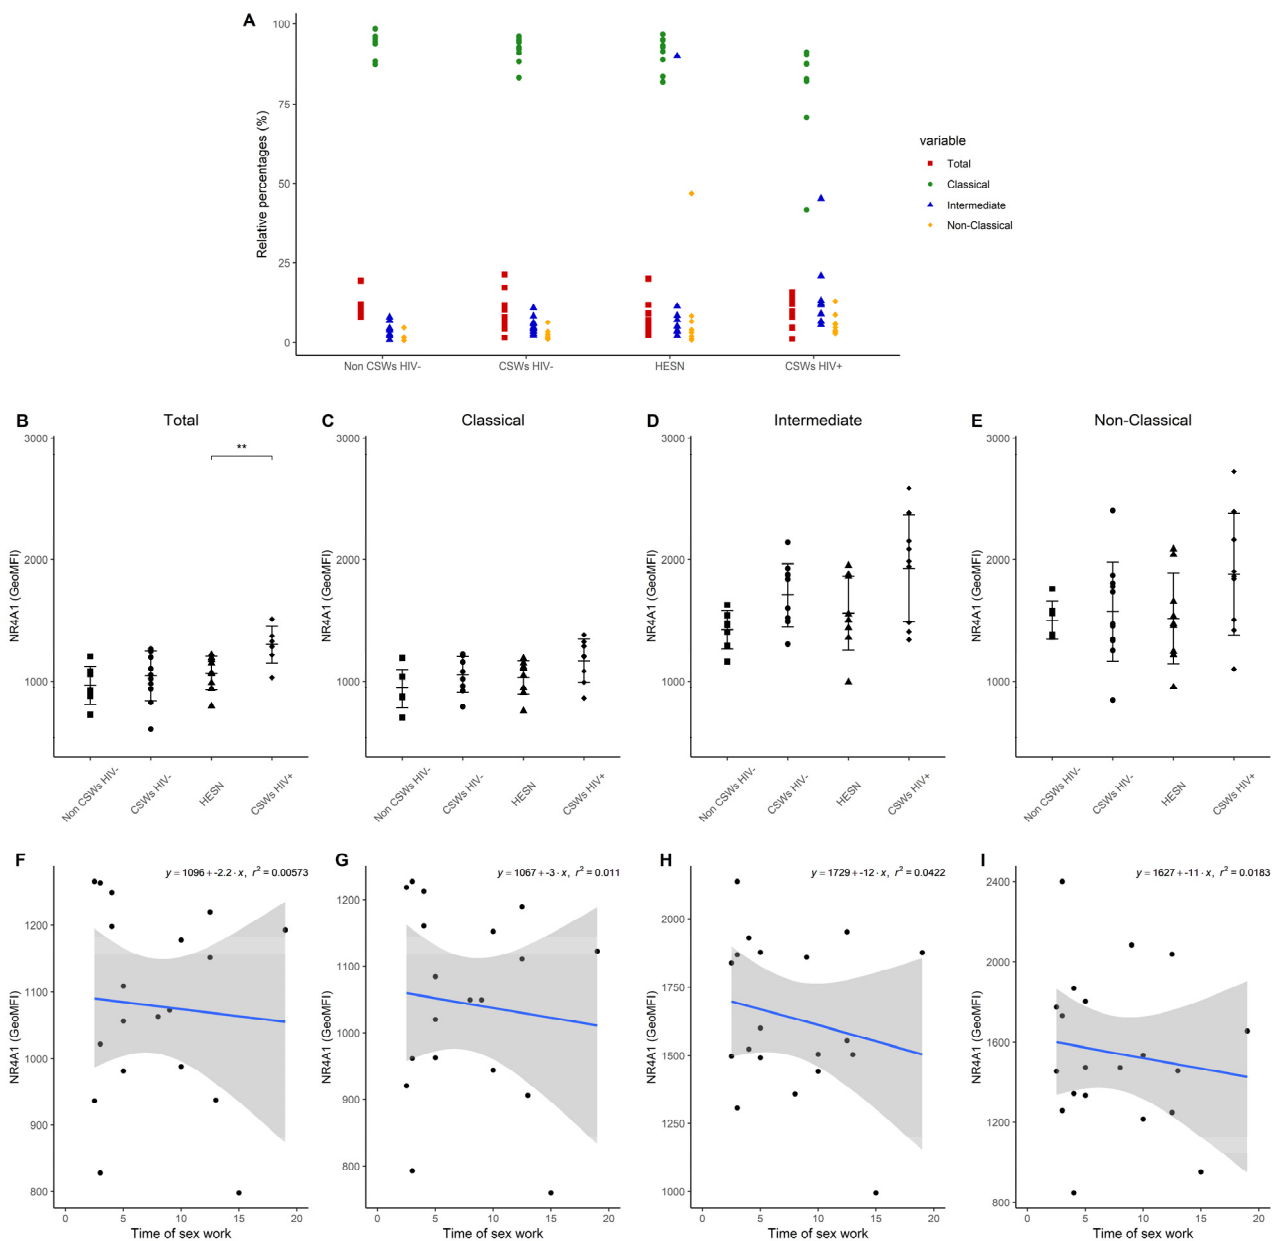 A
Relative percentages (%)
100
75
50
25
0
Non CSWs HIV-
CSWs HIV-
HESN
CSWs HIV+
variable
Total
Classical
Intermediate
Non-Classical
B
Total
NR4A1 (GeoMFI)
3000
2000
1000
**
Non CSWs HIV-
CSWs HIV-
HESN
CSWs HIV+
C
Classical
NR4A1 (GeoMFI)
3000
2000
1000
Non CSWs HIV-
CSWs HIV-
HESN
CSWs HIV+
D
Intermediate
NR4A1 (GeoMFI)
3000
2000
1000
Non CSWs HIV-
CSWs HIV-
HESN
CSWs HIV+
E
Non-Classical
NR4A1 (GeoMFI)
3000
2000
1000
Non CSWs HIV-
CSWs HIV-
HESN
CSWs HIV+
F
y = 1096 + -2.2 · x, r² = 0.00573
NR4A1 (GeoMFI)
1200
1100
1000
900
800
0 5 10 15 20
Time of sex work
G
y = 1067 + -3 · x, r² = 0.011
NR4A1 (GeoMFI)
1200
1100
1000
900
800
0 5 10 15 20
Time of sex work
H
y = 1729 + -12 · x, r² = 0.0422
NR4A1 (GeoMFI)
2000
1750
1500
1250
1000
0 5 10 15 20
Time of sex work
I
y = 1627 + -11 · x, r² = 0.0183
NR4A1 (GeoMFI)
2400
2000
1600
1200
800
0 5 10 15 20
Time of sex work